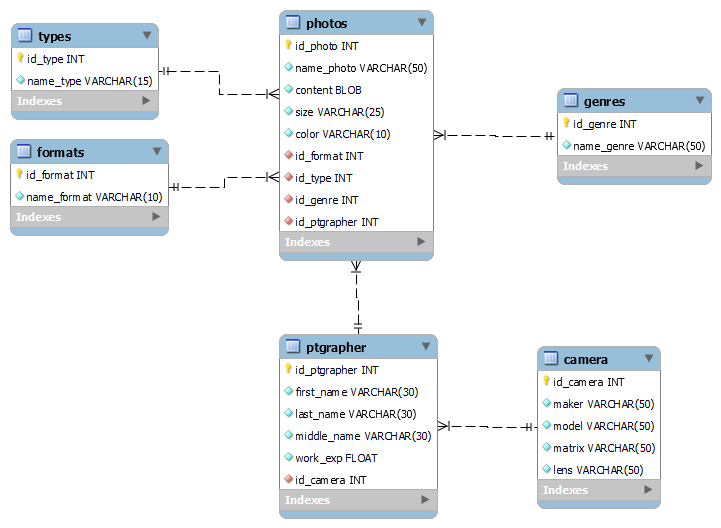 types
id_type INT
name_type VARCHAR(15)
Indexes
formats
id_format INT
name_format VARCHAR(10)
Indexes
photos
id_photo INT
name_photo VARCHAR(50)
content BLOB
size VARCHAR(25)
color VARCHAR(10)
id_format INT
id_type INT
id_genre INT
id_ptgrapher INT
Indexes
genres
id_genre INT
name_genre VARCHAR(50)
Indexes
ptgrapher
id_ptgrapher INT
first_name VARCHAR(30)
last_name VARCHAR(30)
middle_name VARCHAR(30)
work_exp FLOAT
id_camera INT
Indexes
camera
id_camera INT
maker VARCHAR(50)
model VARCHAR(50)
matrix VARCHAR(50)
lens VARCHAR(50)
Indexes